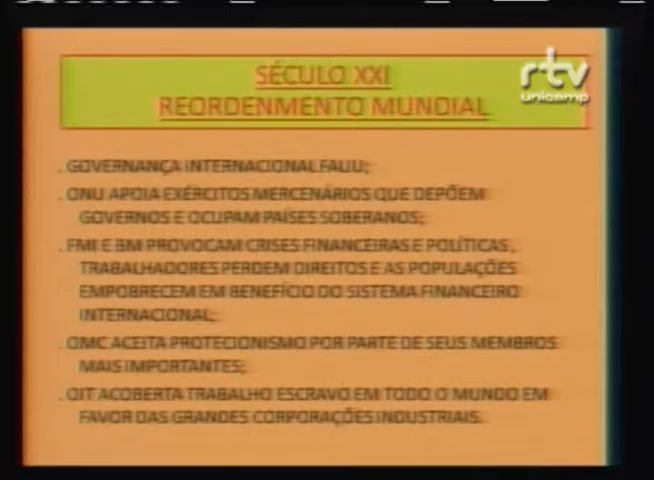 SÉCULO XXI
REORDENMENTO MUNDIAL
rtv
unicamp
. GOVERNANÇA INTERNACIONAL FALIU;
. ONU APOIA EXÉRCITOS MERCENÁRIOS QUE DEPÕEM
GOVERNOS E OCUPAM PAÍSES SOBERANOS;
. FMI E BM PROVOCAM CRISES FINANCEIRAS E POLÍTICAS,
TRABALHADORES PERDEM DIREITOS E AS POPULAÇÕES
EMPOBRECEM EM BENEFÍCIO DO SISTEMA FINANCEIRO
INTERNACIONAL;
. OMC ACEITA PROTECIONISMO POR PARTE DE SEUS MEMBROS
MAIS IMPORTANTES;
. OIT ACOBERTA TRABALHO ESCRAVO EM TODO O MUNDO EM
FAVOR DAS GRANDES CORPORAÇÕES INDUSTRIAIS.